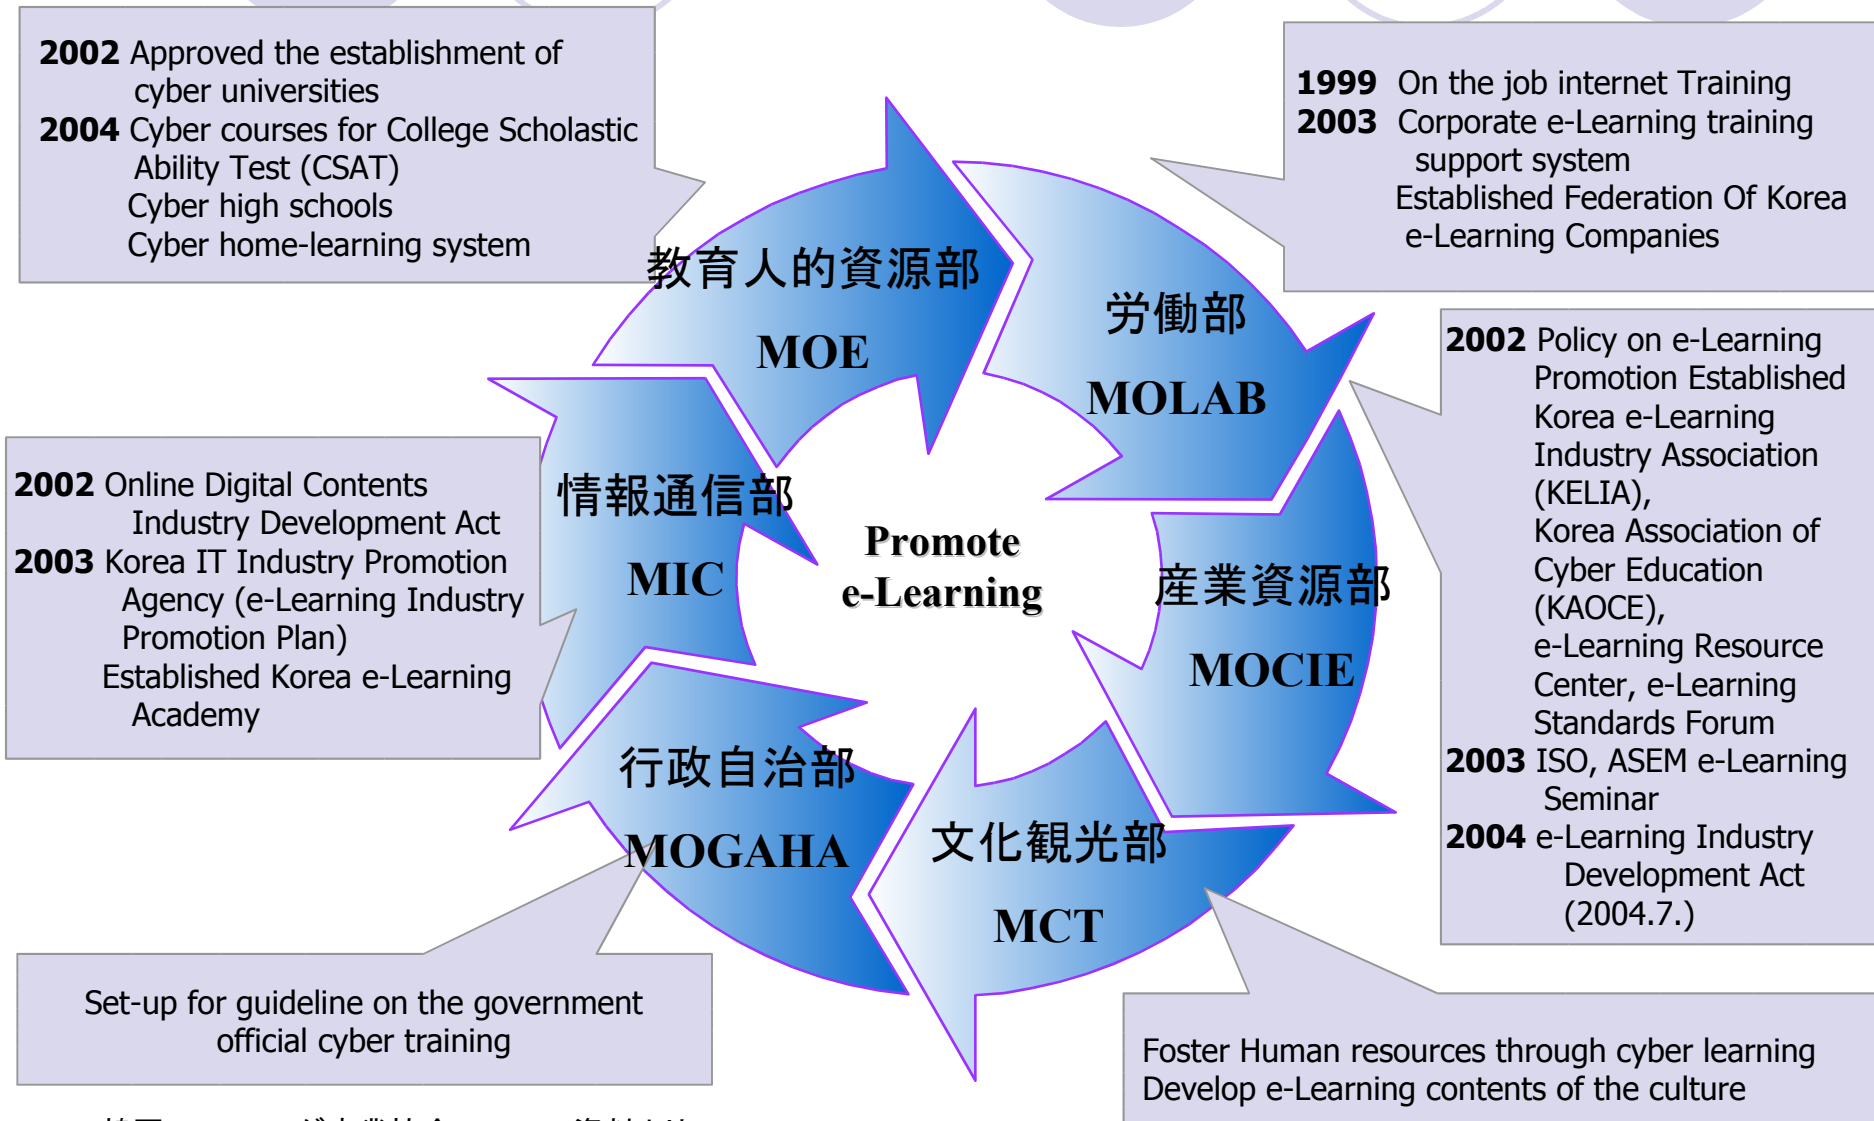 2002 Approved the establishment of
cyber universities
2004 Cyber courses for College Scholastic
Ability Test (CSAT)
Cyber high schools
Cyber home-learning system
1999 On the job internet Training
2003 Corporate e-Learning training
support system
Established Federation Of Korea
e-Learning Companies
教育人的資源部
MOE
労働部
MOLAB
2002 Policy on e-Learning
Promotion Established
Korea e-Learning
Industry Association
(KELIA),
Korea Association of
Cyber Education
(KAOCE),
e-Learning Resource
Center, e-Learning
Standards Forum
2003 ISO, ASEM e-Learning
Seminar
2004 e-Learning Industry
Development Act
(2004.7.)
2002 Online Digital Contents
Industry Development Act
2003 Korea IT Industry Promotion
Agency (e-Learning Industry
Promotion Plan)
Established Korea e-Learning
Academy
情報通信部
MIC
Promote
e-Learning
産業資源部
MOCIE
行政自治部
MOGAHA
文化観光部
MCT
Set-up for guideline on the government
official cyber training
Foster Human resources through cyber learning
Develop e-Learning contents of the culture